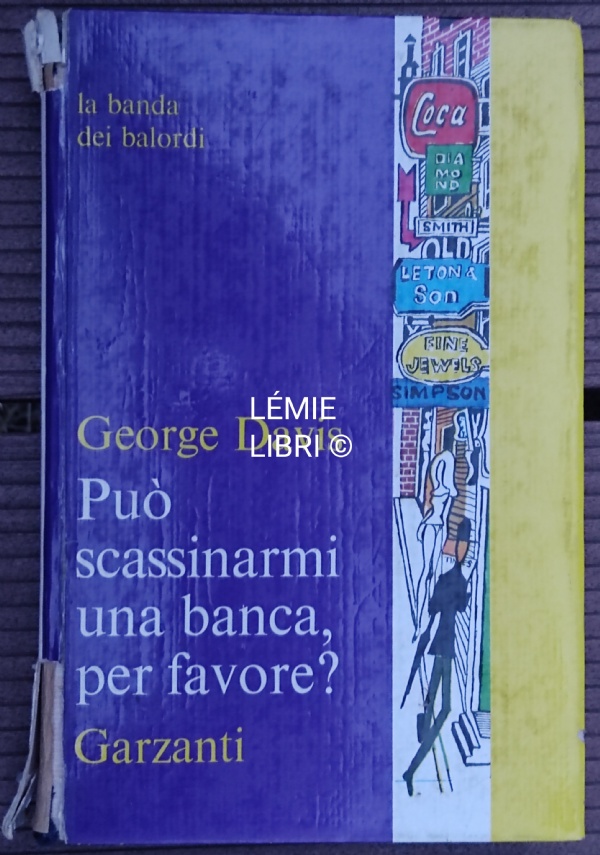 la banda
dei balordi
Coca
DIA
MO
ND
SMITH
OLD
LETON &
Son
FINE
JEWELS
SIMPSON
George Davis
LÉMIE
LIBRI ©
Può
scassinarmi
una banca,
per favore?
Garzanti